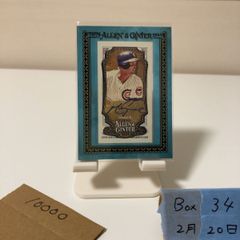 ALLEN & GINTER
ALLEN & GINTER
10000
Box 34
2月 20日